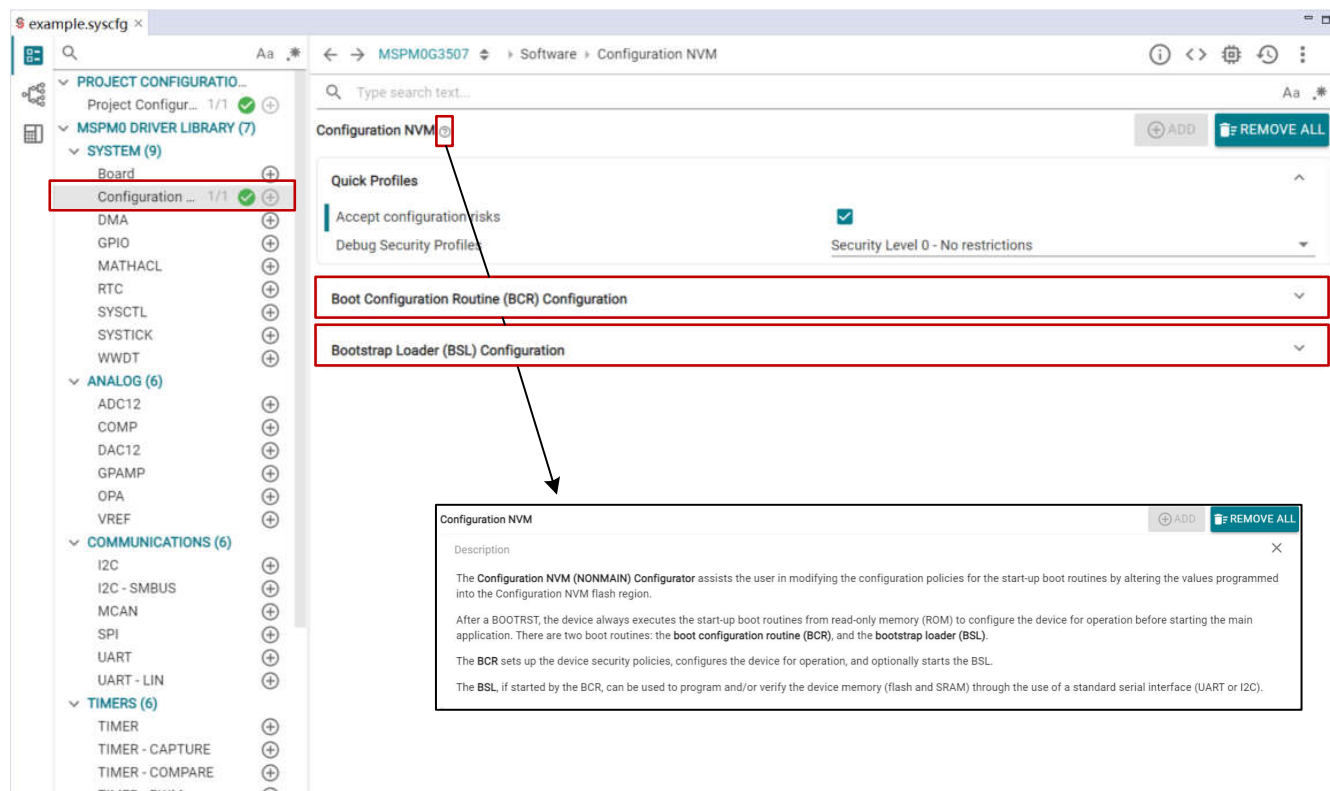 example.syscfg ×
Aa .*
← → MSPM0G3507 Software Configuration NVM
PROJECT CONFIGURATIO...
Project Configur... 1/1
MSPM0 DRIVER LIBRARY (7)
SYSTEM (9)
Board
Configuration ... 1/1
DMA
GPIO
MATHACL
RTC
SYSCTL
SYSTICK
WWDT
ANALOG (6)
ADC12
COMP
DAC12
GPAMP
OPA
VREF
COMMUNICATIONS (6)
I2C
I2C - SMBUS
MCAN
SPI
UART
UART - LIN
TIMERS (6)
TIMER
TIMER - CAPTURE
TIMER - COMPARE
Type search text... Aa .*
Configuration NVM ADD REMOVE ALL
Quick Profiles
Accept configuration risks
Debug Security Profiles Security Level 0 - No restrictions
Boot Configuration Routine (BCR) Configuration
Bootstrap Loader (BSL) Configuration
Configuration NVM ADD REMOVE ALL
Description
The Configuration NVM (NONMAIN) Configurator assists the user in modifying the configuration policies for the start-up boot routines by altering the values programmed
into the Configuration NVM flash region.
After a BOOTRST, the device always executes the start-up boot routines from read-only memory (ROM) to configure the device for operation before starting the main
application. There are two boot routines: the boot configuration routine (BCR), and the bootstrap loader (BSL).
The BCR sets up the device security policies, configures the device for operation, and optionally starts the BSL.
The BSL, if started by the BCR, can be used to program and/or verify the device memory (flash and SRAM) through the use of a standard serial interface (UART or I2C).